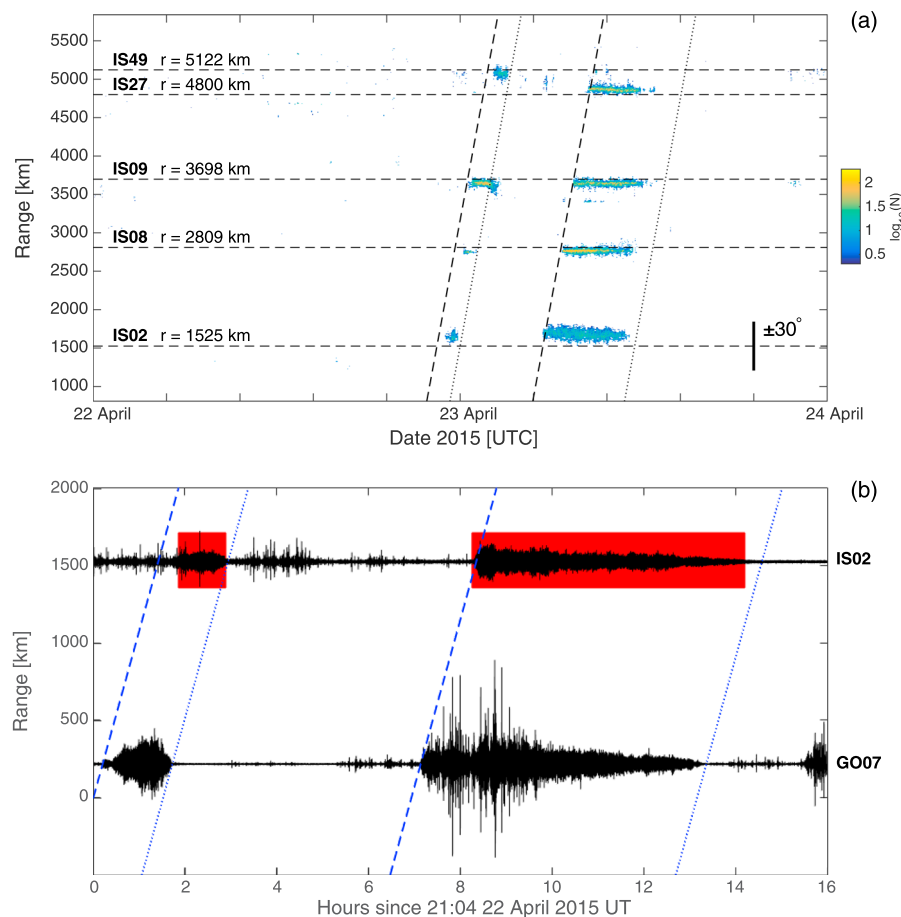 (a)
5500
IS49 r = 5122 km
5000
IS27 r = 4800 km
4500
4000
IS09 r = 3698 km
3500
3000
IS08 r = 2809 km
2500
2000
IS02 r = 1525 km
1500
1000
Range [km]
±30°
2
1.5
1
0.5
log10(N)
22 April
23 April
24 April
Date 2015 [UTC]
(b)
2000
1500
1000
500
0
Range [km]
IS02
GO07
0 2 4 6 8 10 12 14 16
Hours since 21:04 22 April 2015 UT